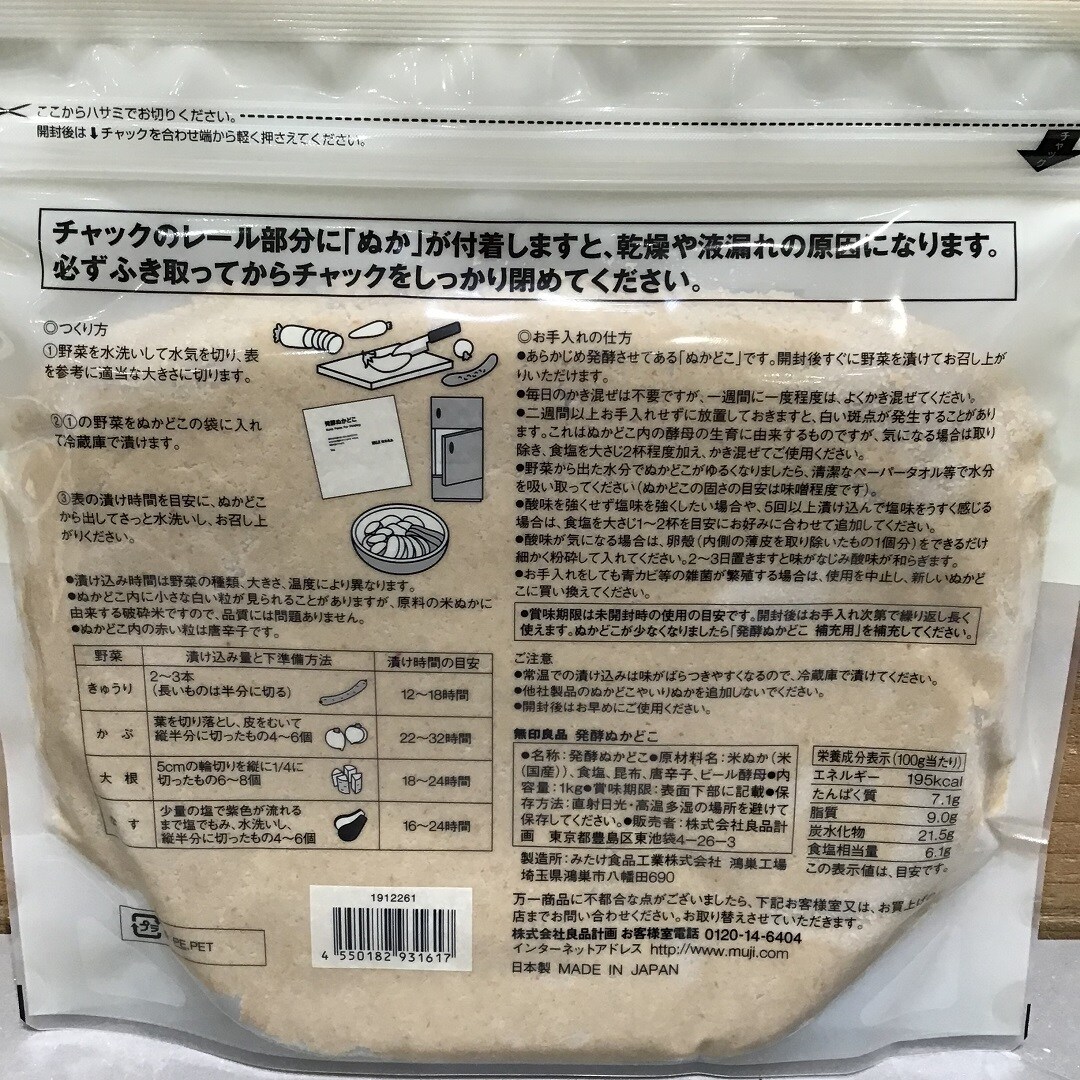 ここからハサミでお切りください。
開封後は⬇チャックを合わせ端から軽く押さえてください。
チャック
チャックのレール部分に「ぬか」が付着しますと、乾燥や液漏れの原因になります。
必ずふき取ってからチャックをしっかり閉めてください。
◎つくり方
①野菜を水洗いして水気を切り、表
を参考に適当な大きさに切ります。
②①の野菜をぬかどこの袋に入れ
て冷蔵庫で漬けます。
発酵ぬかどこ
③表の漬け時間を目安に、ぬかどこ
から出してさっと水洗いし、お召し上
がりください。
●漬け込み時間は野菜の種類、大きさ、温度により異なります。
●ぬかどこ内に小さな白い粒が見られることがありますが、原料の米ぬかに
由来する破砕米ですので、品質には問題ありません。
●ぬかどこ内の赤い粒は唐辛子です。
野菜 漬け込み量と下準備方法 漬け時間の目安
きゅうり 2〜3本
(長いものは半分に切る) 12〜18時間
かぶ 葉を切り落とし、皮をむいて
縦半分に切ったもの4〜6個 22〜32時間
大根 5cmの輪切りを縦に1/4に
切ったもの6〜8個 18〜24時間
なす 少量の塩で紫色が流れる
まで塩でもみ、水洗いし、
縦半分に切ったもの4〜6個 16〜24時間
◎お手入れの仕方
●あらかじめ発酵させてある「ぬかどこ」です。開封後すぐに野菜を漬けてお召し上が
りいただけます。
●毎日のかき混ぜは不要ですが、一週間に一度程度は、よくかき混ぜてください。
●二週間以上お手入れせずに放置しておきますと、白い斑点が発生することがあり
ます。これはぬかどこ内の酵母の生育に由来するものですが、気になる場合は取り
除き、食塩を大さじ2杯程度加え、かき混ぜてご使用ください。
●野菜から出た水分でぬかどこがゆるくなりましたら、清潔なペーパータオル等で水分
を吸い取ってください(ぬかどこの固さの目安は味噌程度です)。
●酸味を強くせず塩味を強くしたい場合や、5回以上漬け込んで塩味をうすく感じる
場合は、食塩を大さじ1〜2杯を目安にお好みに合わせて追加してください。
●酸味が気になる場合は、卵殻(内側の薄皮を取り除いたもの1個分)をできるだけ
細かく粉砕して入れてください。2〜3日置きますと味がなじみ酸味が和らぎます。
●お手入れをしても青カビ等の雑菌が繁殖する場合は、使用を中止し、新しいぬかど
こに買い換えてください。
●賞味期限は未開封時の使用の目安です。開封後はお手入れ次第で繰り返し長く
使えます。ぬかどこが少なくなりましたら「発酵ぬかどこ 補充用」を補充してください。
ご注意
●常温での漬け込みは味がばらつきやすくなるので、冷蔵庫で漬けてください。
●他社製品のぬかどこやいりぬかを追加しないでください。
●開封後はお早めにご使用ください。
無印良品 発酵ぬかどこ
●名称:発酵ぬかどこ●原材料名:米ぬか(米
(国産))、食塩、昆布、唐辛子、ビール酵母●内
容量:1kg●賞味期限:表面下部に記載●保
存方法:直射日光・高温多湿の場所を避けて
保存してください。●販売者:株式会社良品計
画 東京都豊島区東池袋4-26-3
製造所:みたけ食品工業株式会社 鴻巣工場
埼玉県鴻巣市八幡田690
栄養成分表示(100g当たり)
エネルギー 195kcal
たんぱく質 7.1g
脂質 9.0g
炭水化物 21.5g
食塩相当量 6.1g
この表示値は、目安です。
万一商品に不都合な点がございましたら、下記お客様室又は、お買上げの
店までお問い合わせください。お取り替えさせていただきます。
株式会社良品計画 お客様室電話 0120-14-6404
インターネットアドレス http://www.muji.com
日本製 MADE IN JAPAN
プラ PE.PET
1912261
4 550182 931617